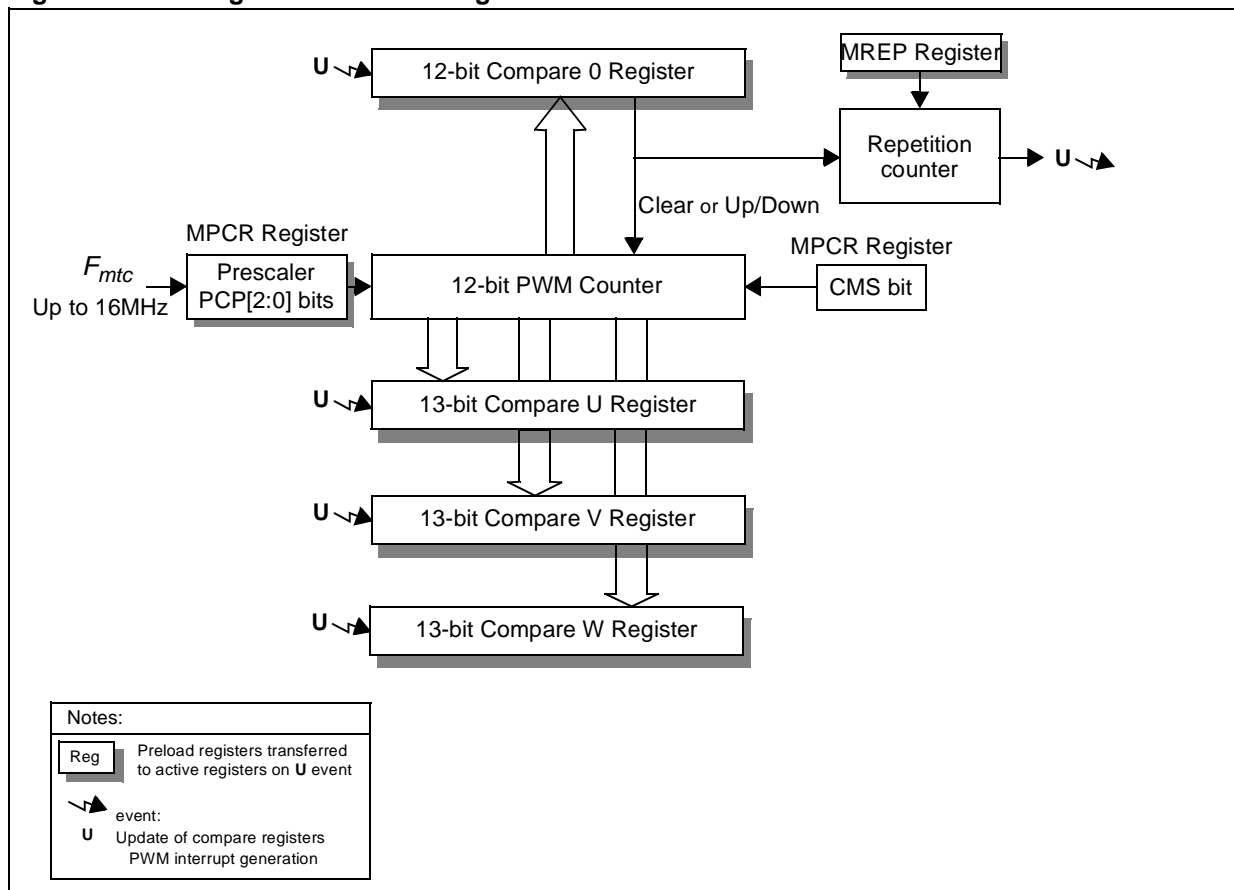 U
12-bit Compare 0 Register
MREP Register
Repetition
counter
U
Clear or Up/Down
MPCR Register
Fmtc
Up to 16MHz
Prescaler
PCP[2:0] bits
12-bit PWM Counter
MPCR Register
CMS bit
U
13-bit Compare U Register
U
13-bit Compare V Register
U
13-bit Compare W Register
Notes:
Reg
Preload registers transferred
to active registers on U event
event:
U Update of compare registers
PWM interrupt generation